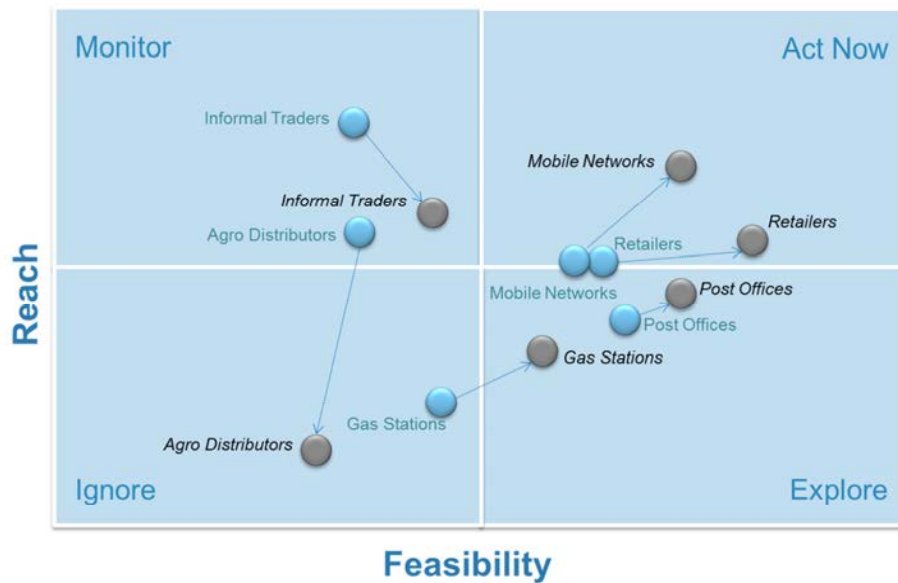 Monitor
Act Now
Informal Traders
Mobile Networks
Informal Traders
Retailers
Agro Distributors
Retailers
Reach
Mobile Networks
Post Offices
Post Offices
Gas Stations
Gas Stations
Agro Distributors
Ignore
Explore
Feasibility